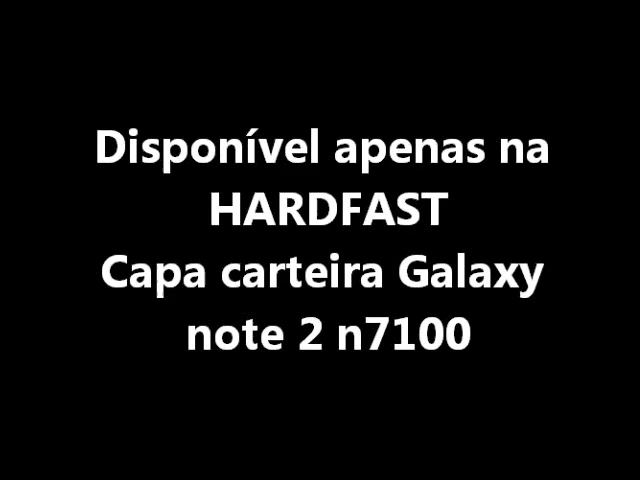 Disponível apenas na
HARDFAST
Capa carteira Galaxy
note 2 n7100